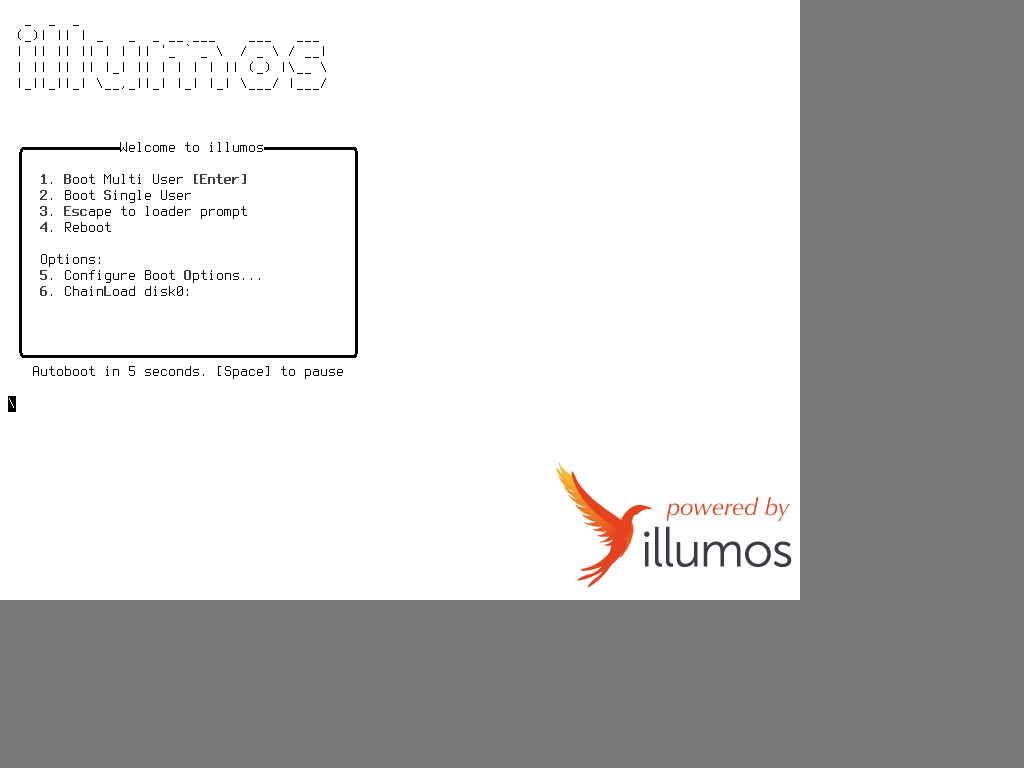 illumos
Welcome to illumos
1. Boot Multi User [Enter]
2. Boot Single User
3. Escape to loader prompt
4. Reboot
Options:
5. Configure Boot Options...
6. ChainLoad disk0:
Autoboot in 5 seconds. [Space] to pause
\
powered by
illumos